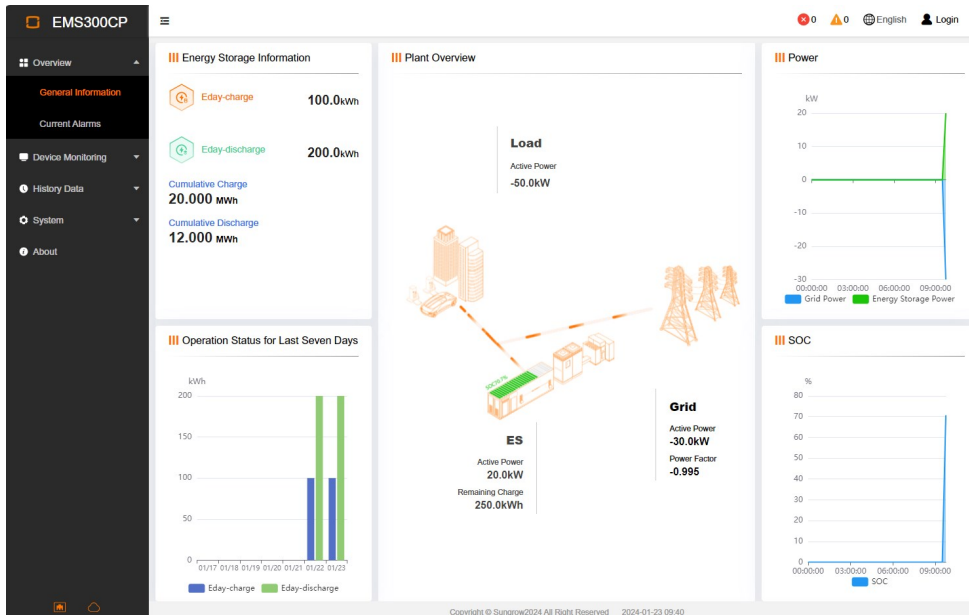 EMS300CP
0
0
English
Login
Overview
General Information
Current Alarms
Device Monitoring
History Data
System
About
Energy Storage Information
Eday-charge
100.0kWh
Eday-discharge
200.0kWh
Cumulative Charge
20.000 MWh
Cumulative Discharge
12.000 MWh
Plant Overview
Load
Active Power
-50.0kW
SOC70.7%
ES
Active Power
20.0kW
Remaining Charge
250.0kWh
Grid
Active Power
-30.0kW
Power Factor
-0.995
Power
kW
20
0
-10
-20
-30
00:00:00 03:00:00 06:00:00 09:00:00
Grid Power Energy Storage Power
Operation Status for Last Seven Days
kWh
200
150
100
50
0
01/17 01/18 01/19 01/20 01/21 01/22 01/23
Eday-charge Eday-discharge
SOC
%
80
70
60
50
40
30
20
10
0
00:00:00 03:00:00 06:00:00 09:00:00
SOC
Copyright © Sungrow2024 All Right Reserved 2024-01-23 09:40